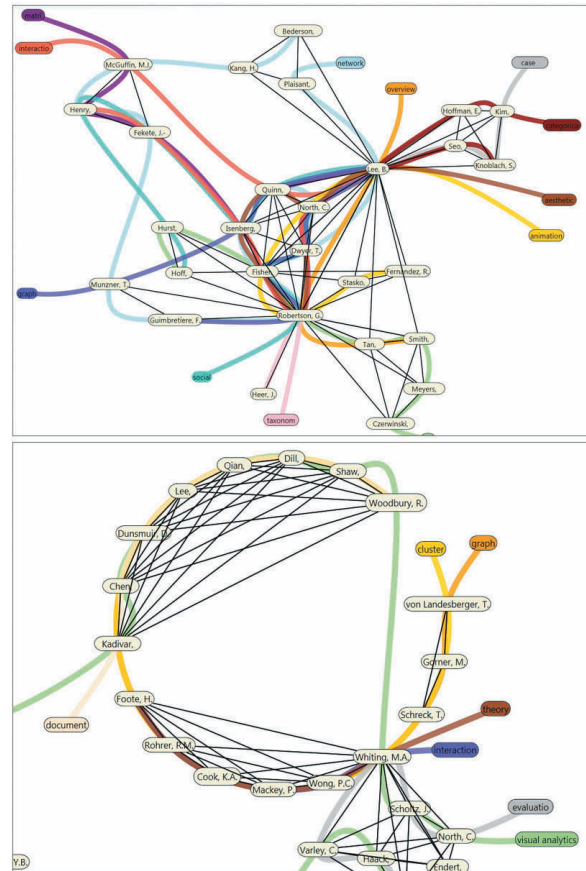 matri
interactio
McGuffin, M.J.
Bederson,
Kang, H.
Plaisant,
network
case
overview
Henry,
Fekete, J.-
Hoffman, E.
Kim,
categorica
Seo,
Knoblach, S.
Lee, B.
aesthetic
Quinn,
North, C.
animation
Hurst,
Isenberg,
Dwyer, T.
Hoff,
Fisher,
Stasko,
Fernandez, R.
graph
Munzner, T.
Guimbretiere, F.
Robertson, G.
Tan,
Smith,
social
Heer, J.
Meyers,
taxonom
Czerwinski,
Qian,
Dill,
Shaw,
Lee,
Woodbury, R.
Dunsmuir, D.
cluster
graph
Chen,
von Landesberger, T.
Kadivar,
Gorner, M.
document
Foote, H.
Schreck, T.
theory
Rohrer, R.M.
Whiting, M.A.
interaction
Cook, K.A.
Mackey, P.
Wong, P.C.
Scholtz, J.
evaluatio
North, C.
visual analytics
Varley, C.
Haack,
Endert,
Y.B.